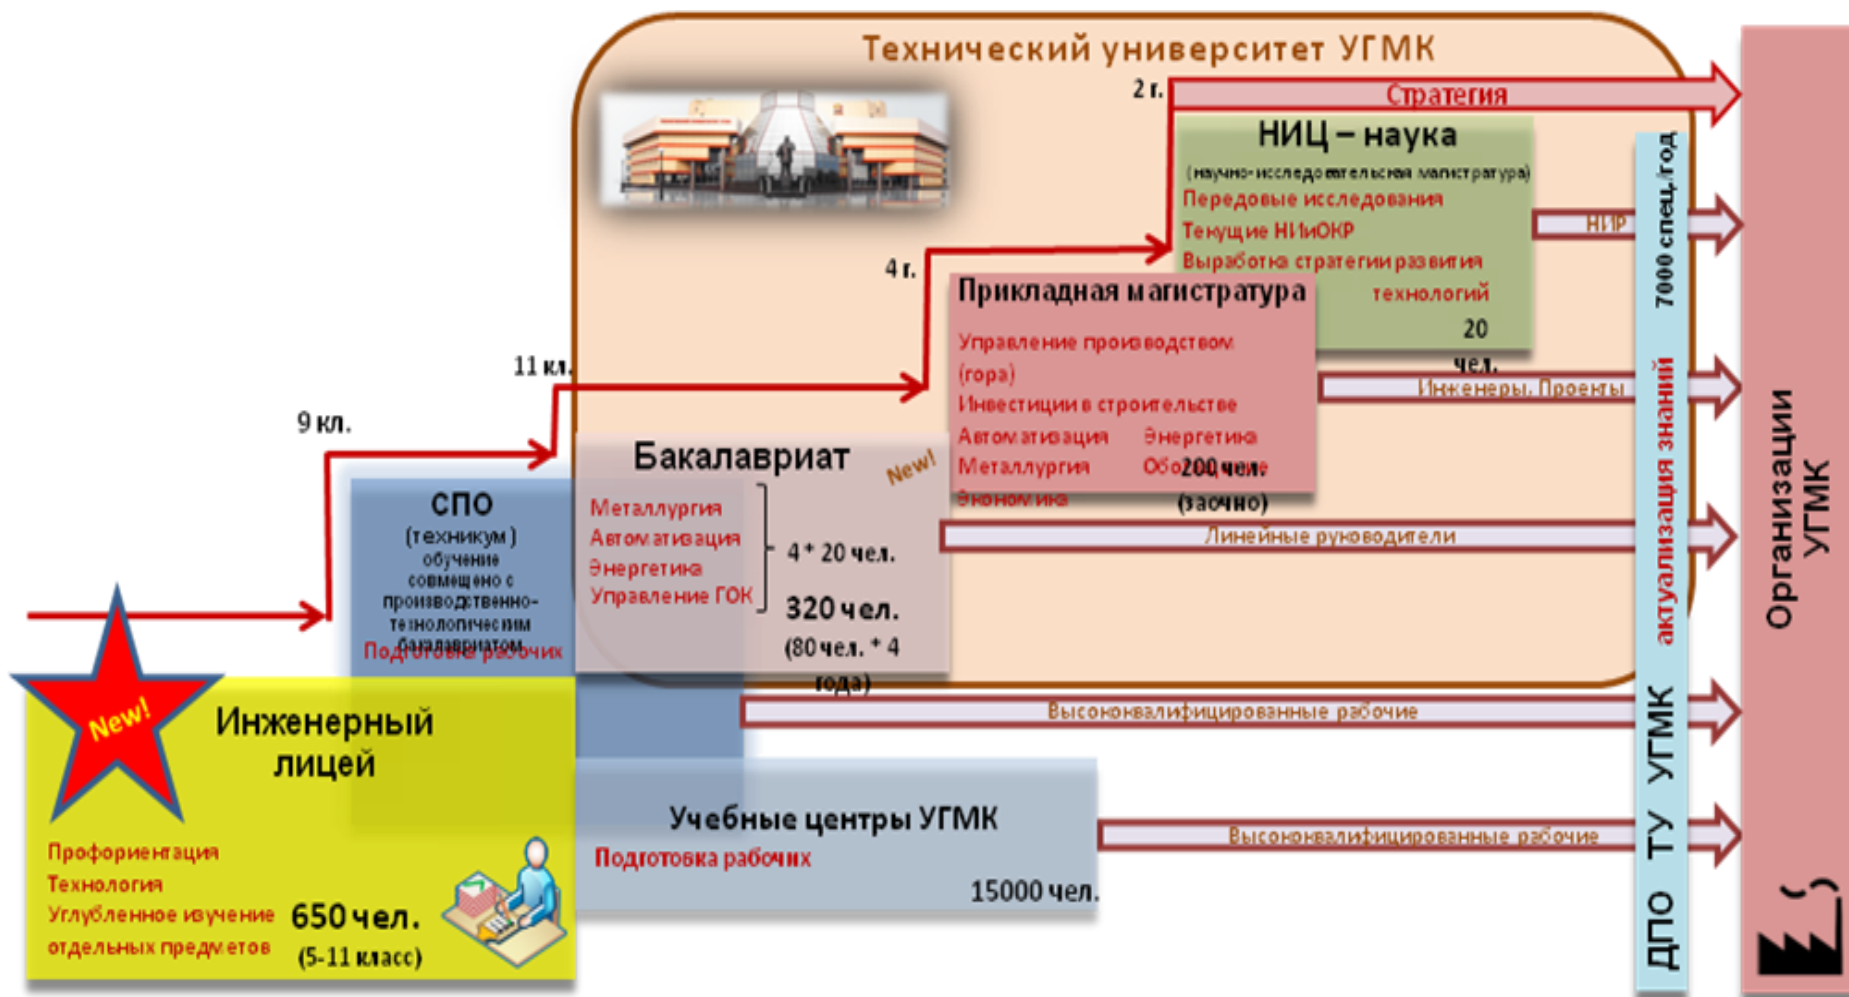 Технический университет УГМК
2 г.
Стратегия
НИЦ – наука
(научно-исследовательская магистратура)
Передовые исследования
Текущие НИиОКР
Выработка стратегии развития
технологий
20
чел.
НИР
4 г.
Прикладная магистратура
Управление производством
(гора)
Инвестиции в строительстве
Автоматизация Энергетика
Металлургия
Экономика
200 чел.
(заочно)
Инженеры. Проекты
11 кл.
Бакалавриат
New!
Металлургия
Автоматизация
Энергетика
Управление ГОК
4 * 20 чел.
320 чел.
(80 чел. * 4
года)
Линейные руководители
9 кл.
СПО
(техникум)
обучение
совмещено с
производственно-
технологическим
бакалавриатом
Подготовка рабочих
Высококвалифицированные рабочие
New!
Инженерный
лицей
Профориентация
Технология
Углубленное изучение
отдельных предметов
650 чел.
(5-11 класс)
Учебные центры УГМК
Подготовка рабочих
15000 чел.
Высококвалифицированные рабочие
ДПО ТУ УГМК актуализация знаний 7000 спец./год
Организации
УГМК